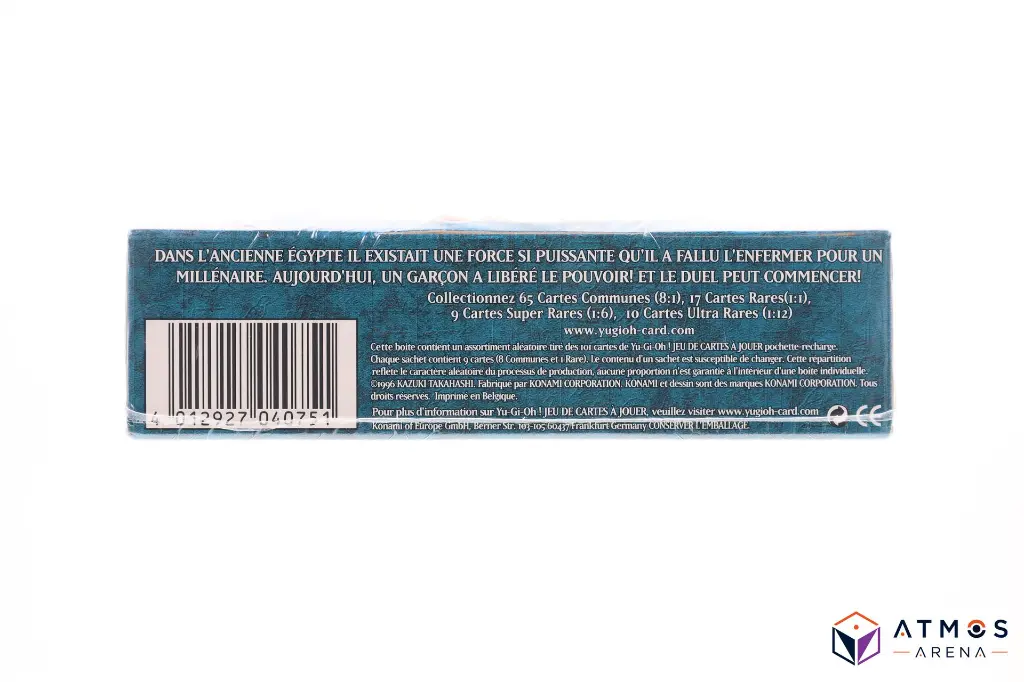 DANS L'ANCIENNE ÉGYPTE IL EXISTAIT UNE FORCE SI PUISSANTE QU'IL A FALLU L'ENFERMER POUR UN
MILLÉNAIRE. AUJOURD'HUI, UN GARÇON A LIBÉRÉ LE POUVOIR! ET LE DUEL PEUT COMMENCER!
Collectionnez 65 Cartes Communes (8:1), 17 Cartes Rares(1:1),
9 Cartes Super Rares (1:6), 10 Cartes Ultra Rares (1:12)
www.yugioh-card.com
Cette boite contient un assortiment aléatoire tiré des 101 cartes de Yu-Gi-Oh ! JEU DE CARTES A JOUER pochette-recharge.
Chaque sachet contient 9 cartes (8 Communes et 1 Rare). Le contenu d'un sachet est susceptible de changer. Cette répartition
reflete le caractère aléatoire du processus de production, aucune proportion n'est garantie à l'interieur d'une boite individuelle.
©1996 KAZUKI TAKAHASHI. Fabriqué par KONAMI CORPORATION. KONAMI et dessin sont des marques KONAMI CORPORATION. Tous
droits reservés. Imprimé en Belgique.
Pour plus d'information sur Yu-Gi-Oh ! JEU DE CARTES A JOUER, veuillez visiter www.yugioh-card.com
Konami of Europe GmbH, Berner Str. 103-105 60437 Frankfurt Germany CONSERVER L'EMBALLAGE.
CE
4 012927 040751
ATMOS
ARENA